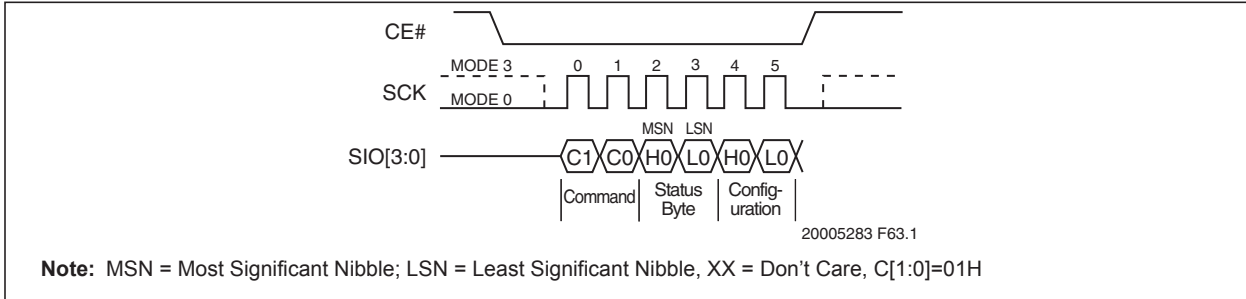 CE#
MODE 3
0 1 2 3 4 5
SCK
MODE 0
MSN LSN
SIO[3:0]
C1 C0 H0 L0 H0 L0
Command
Status
Byte
Config-
uration
20005283 F63.1
Note: MSN = Most Significant Nibble; LSN = Least Significant Nibble, XX = Don't Care, C[1:0]=01H